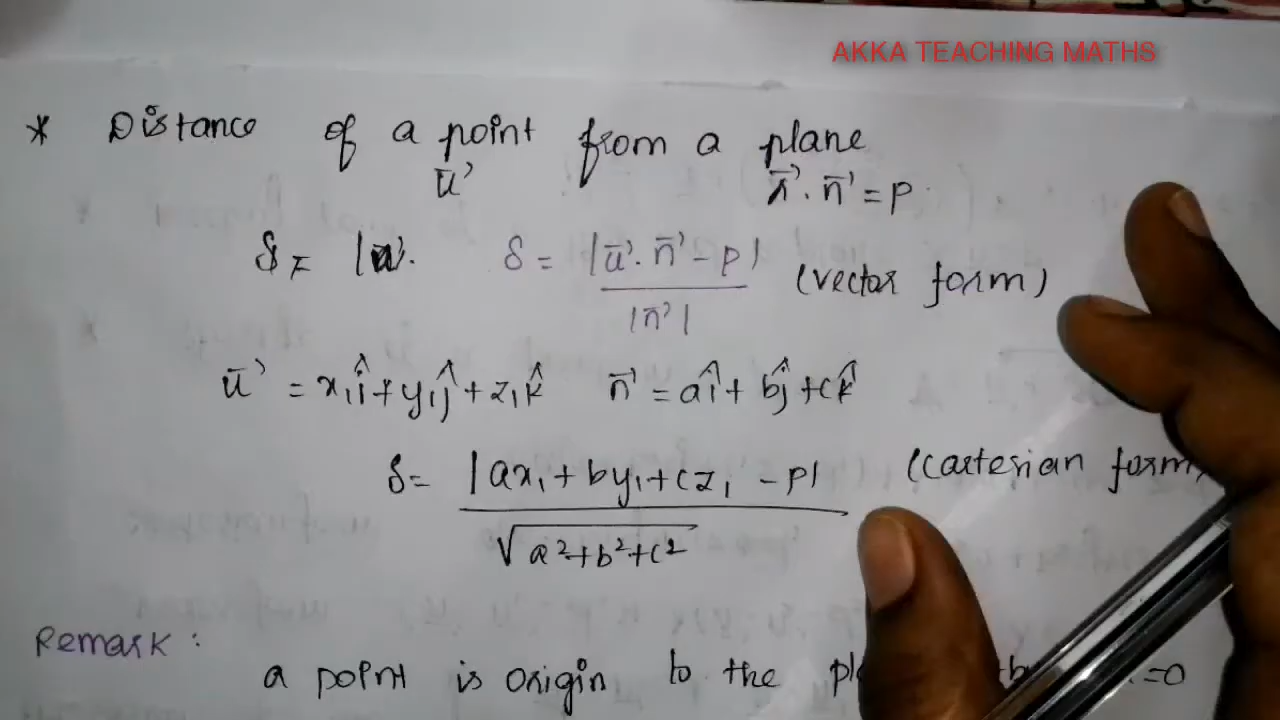 AKKA TEACHING MATHS
* Distance of a point from a plane
u⃗ r⃗ . n⃗ = p
δ = |u⃗. δ = |u⃗ . n⃗ - p| / |n⃗| (vector form)
u⃗ = x₁î + y₁ĵ + z₁k̂ n⃗ = aî + bĵ + ck̂
δ = |ax₁ + by₁ + cz₁ - p| / √a²+b²+c² (Cartesian form
Remark :
a point is origin to the =0